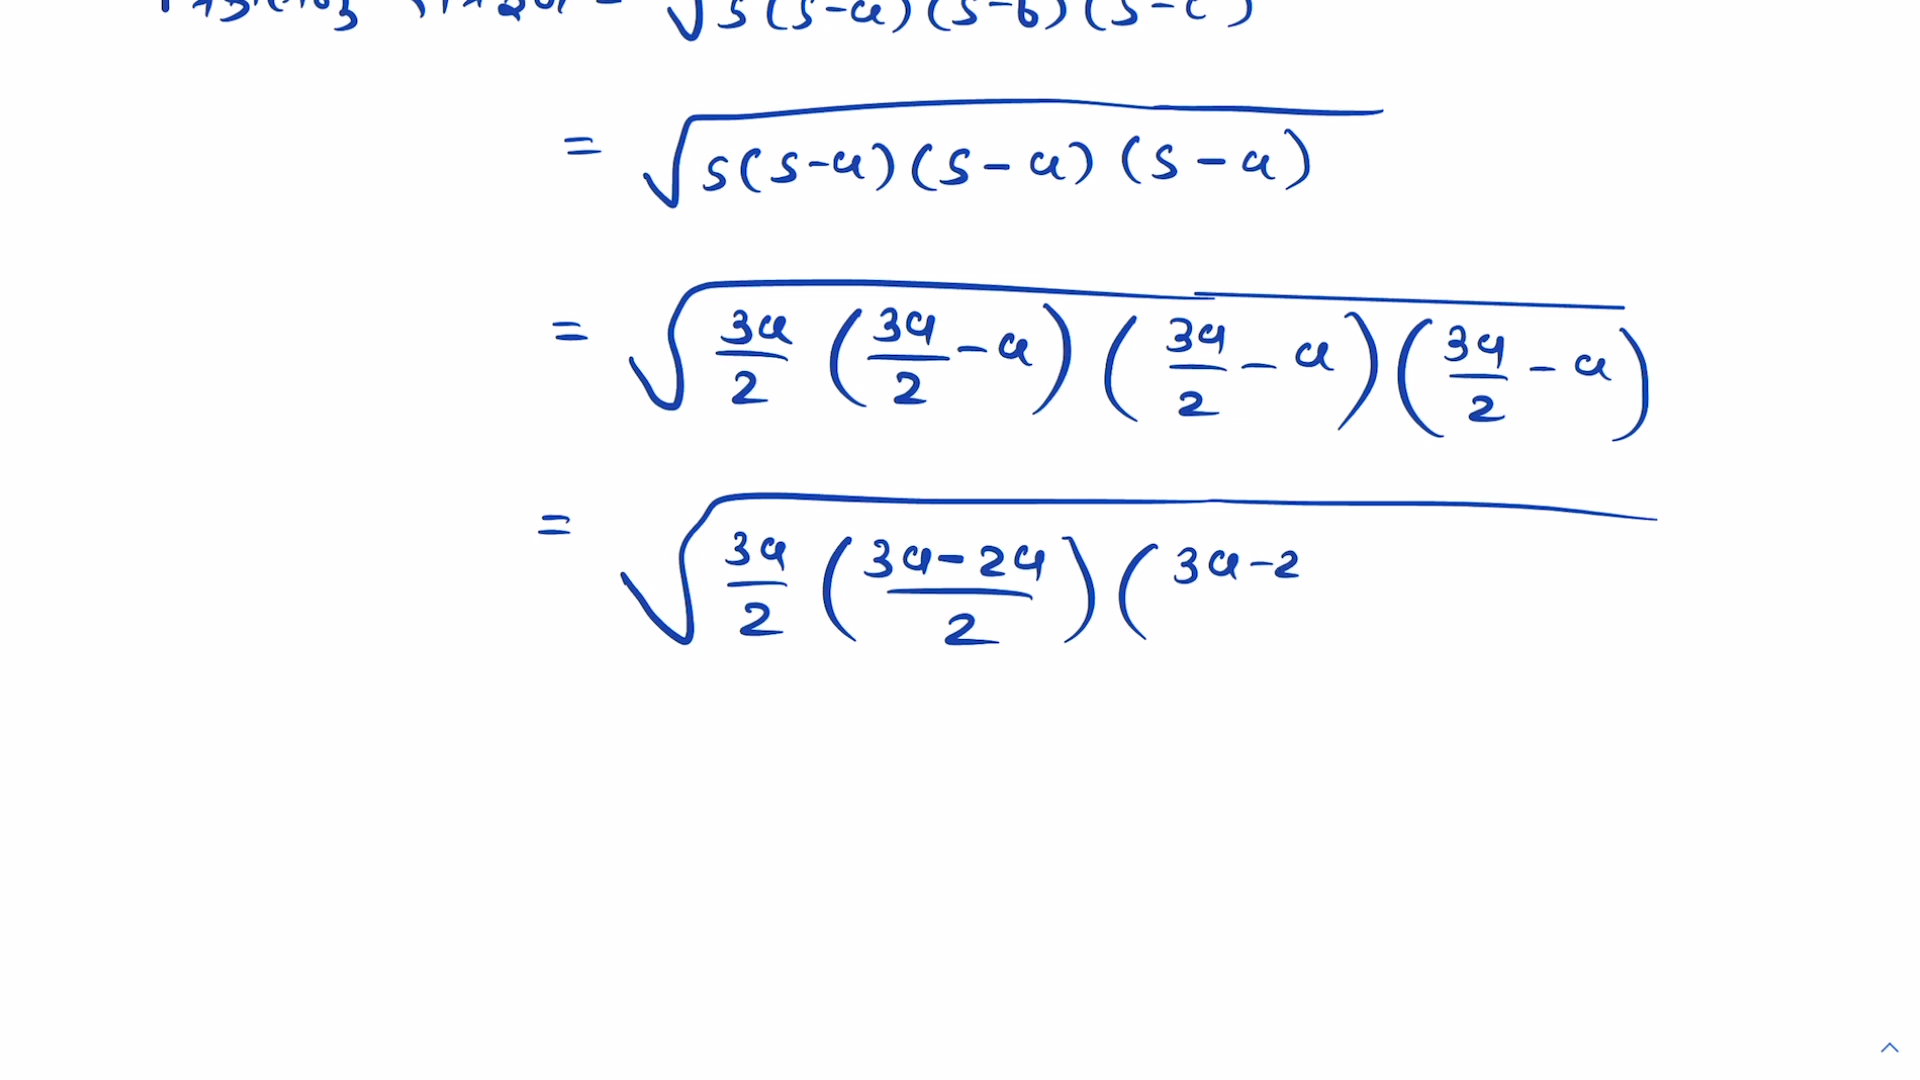 = √s(s-a)(s-b)(s-c)
= √s(s-a)(s-a)(s-a)
= √3a/2 (3a/2 - a) (3a/2 - a) (3a/2 - a)
= √3a/2 ((3a-2a)/2) (3a-2